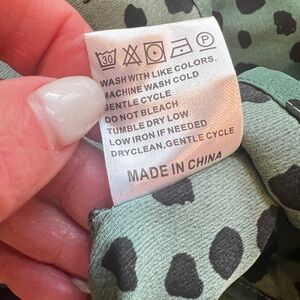 30 P
WASH WITH LIKE COLORS.
MACHINE WASH COLD
GENTLE CYCLE
DO NOT BLEACH
TUMBLE DRY LOW
LOW IRON IF NEEDED
DRYCLEAN,GENTLE CYCLE
MADE IN CHINA